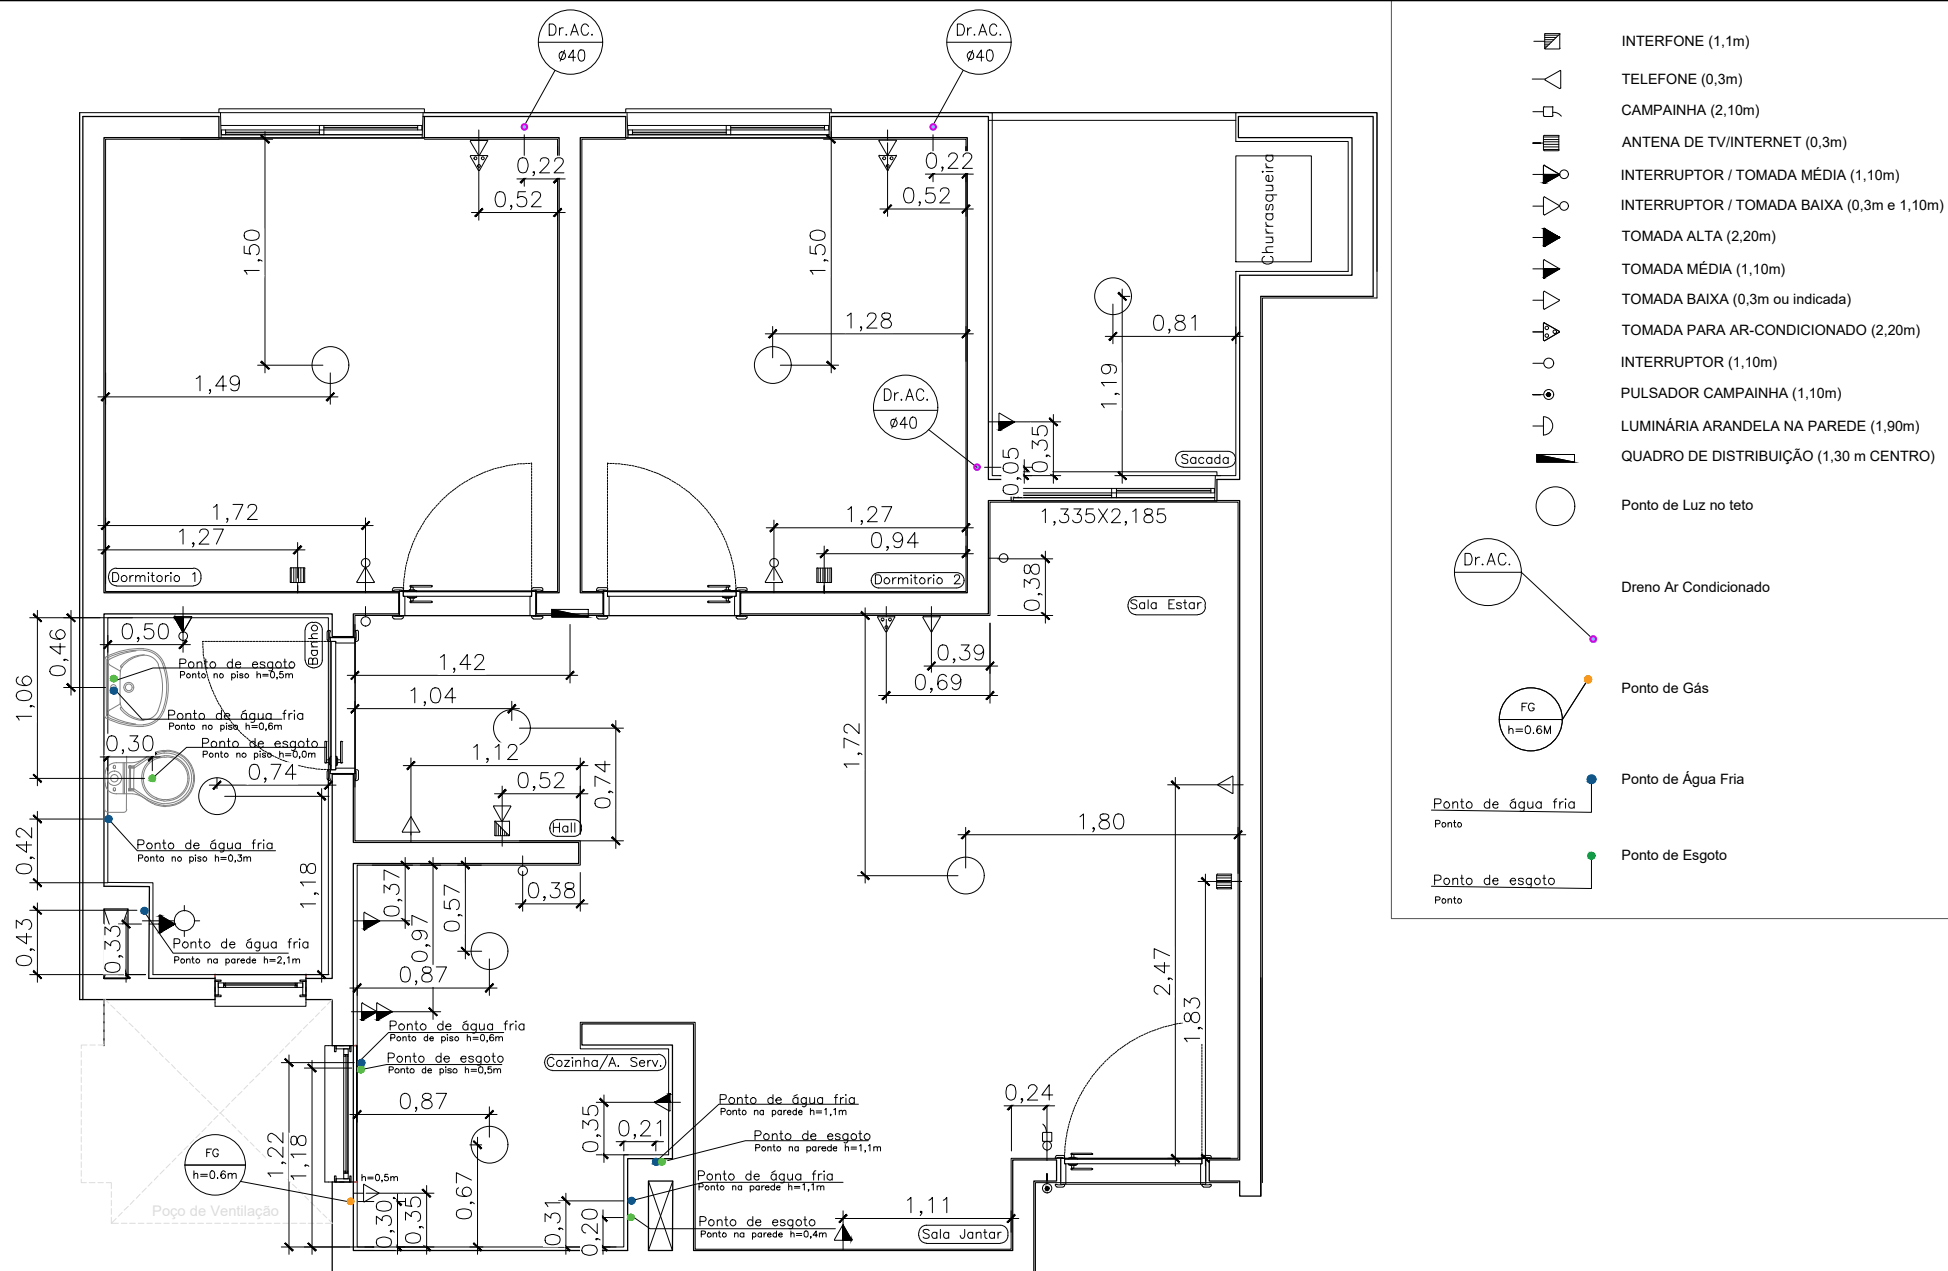 Dr.AC.
ø40
Dr.AC.
ø40
0,22
0,52
0,22
0,52
1,50
1,50
1,28
1,49
Churrasqueira
0,81
1,19
Dr.AC.
ø40
0,35
0,05
Sacada
1,335X2,185
1,72
1,27
1,27
0,94
Dormitorio 1
Dormitorio 2
0,38
Sala Estar
0,46
1,06
0,50
Banho
Ponto de esgoto
Ponto no piso h=0,5m
Ponto de água fria
Ponto no piso h=0,6m
Ponto de esgoto
Ponto no piso h=0,0m
0,30
0,74
1,42
1,04
1,12
0,52
0,74
Hall
0,39
0,69
1,72
1,80
0,42
Ponto de água fria
Ponto no piso h=0,3m
1,18
0,43
0,33
Ponto de água fria
Ponto na parede h=2,1m
0,37
0,97
0,57
0,38
0,87
2,47
1,83
Ponto de água fria
Ponto de piso h=0,6m
Ponto de esgoto
Ponto de piso h=0,5m
Cozinha/A. Serv.
0,87
0,35
0,21
Ponto de água fria
Ponto na parede h=1,1m
Ponto de esgoto
Ponto na parede h=1,1m
Ponto de água fria
Ponto na parede h=1,1m
Ponto de esgoto
Ponto na parede h=0,4m
0,24
1,22
1,18
FG
h=0.6m
h=0,5m
Poço de Ventilação
0,30
0,35
0,67
0,31
0,20
1,11
Sala Jantar
INTERFONE (1,1m)
TELEFONE (0,3m)
CAMPAINHA (2,10m)
ANTENA DE TV/INTERNET (0,3m)
INTERRUPTOR / TOMADA MÉDIA (1,10m)
INTERRUPTOR / TOMADA BAIXA (0,3m e 1,10m)
TOMADA ALTA (2,20m)
TOMADA MÉDIA (1,10m)
TOMADA BAIXA (0,3m ou indicada)
TOMADA PARA AR-CONDICIONADO (2,20m)
INTERRUPTOR (1,10m)
PULSADOR CAMPAINHA (1,10m)
LUMINÁRIA ARANDELA NA PAREDE (1,90m)
QUADRO DE DISTRIBUIÇÃO (1,30 m CENTRO)
Ponto de Luz no teto
Dr.AC.
Dreno Ar Condicionado
Ponto de Gás
FG
h=0.6M
Ponto de Água Fria
Ponto de água fria
Ponto
Ponto de Esgoto
Ponto de esgoto
Ponto